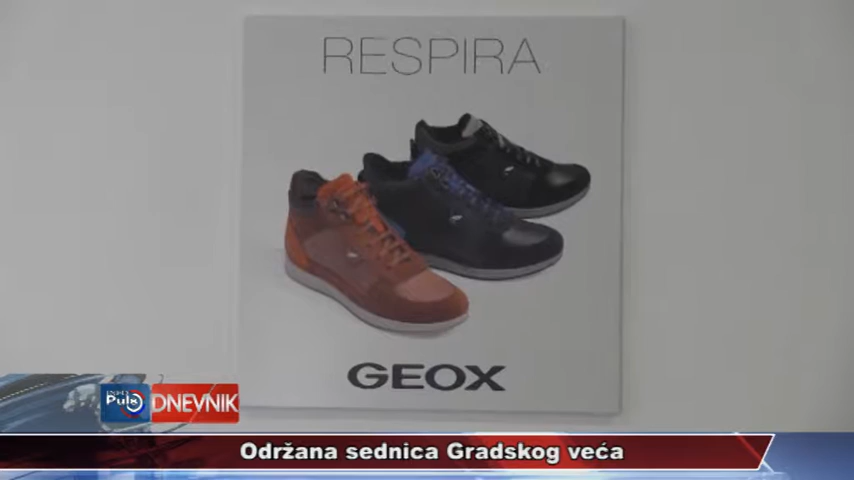 RESPIRA
GEOX
Puls DNEVNIK
Održana sednica Gradskog veća